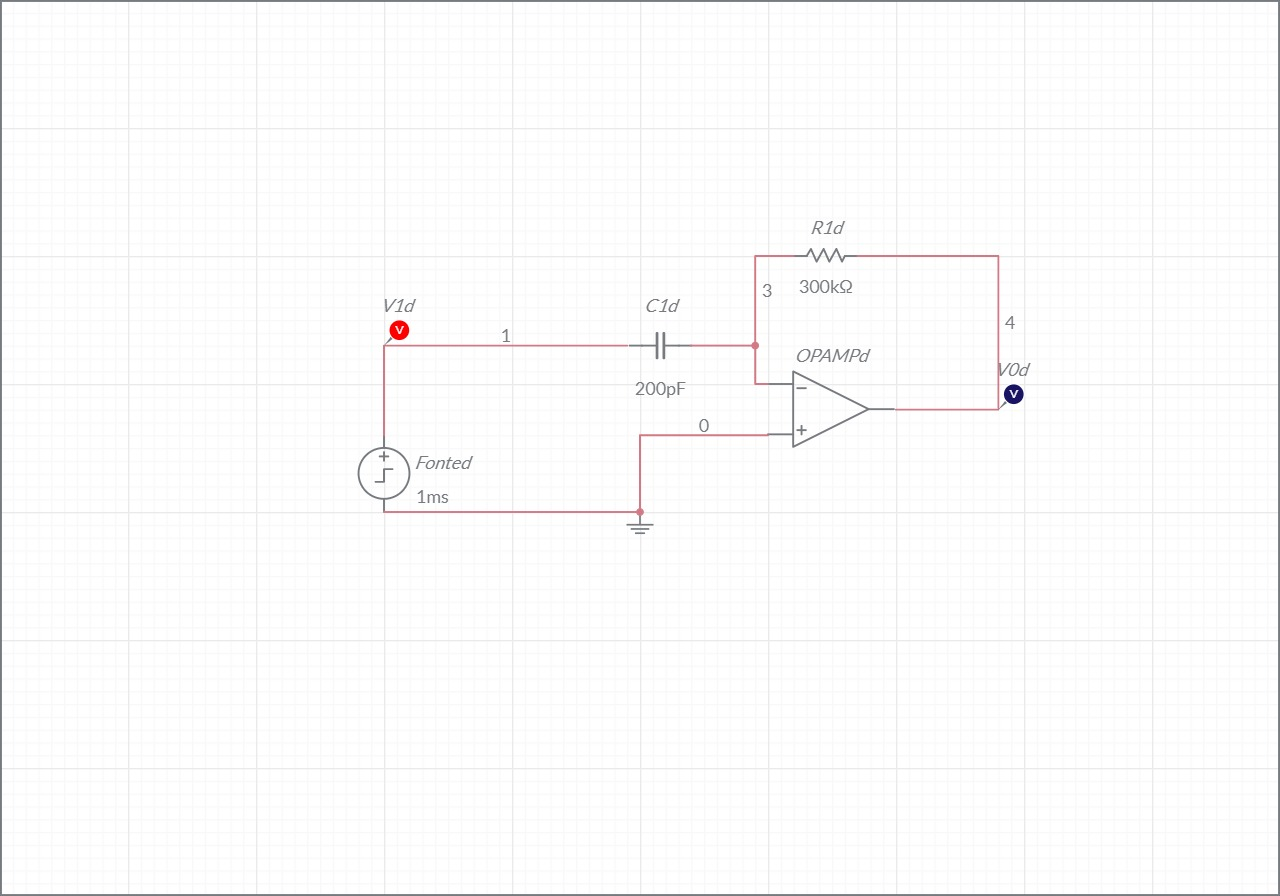 R1d
300kΩ
3
V1d
V
1
C1d
200pF
4
OPAMPd
V0d
V
0
Fonted
1ms